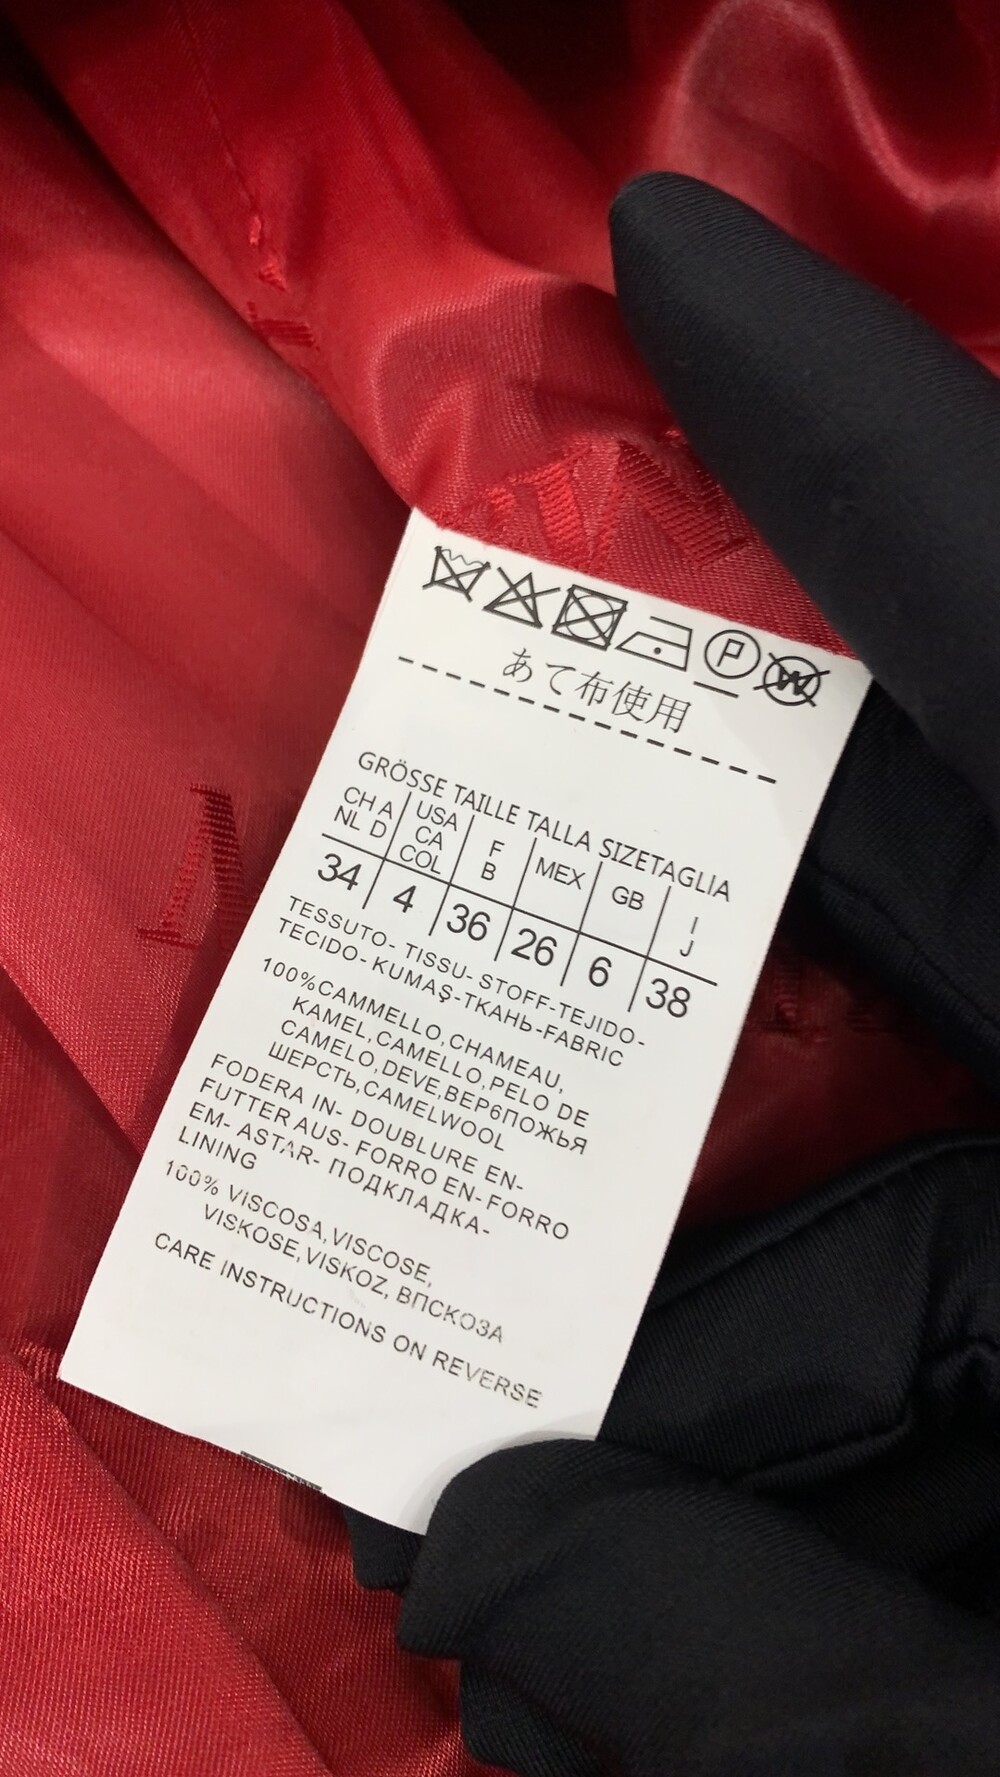 P W
あて布使用
GRÖSSE TAILLE TALLA SIZETAGLIA
CH A NL D USA CA COL F B MEX GB I J
34 4 36 26 6 38
TESSUTO- TISSU- STOFF-TEJIDO-
TECIDO- KUMAŞ-ТКАНЬ-FABRIC
100%CAMMELLO,CHAMEAU,
KAMEL,CAMELLO,PELO DE
CAMELO,DEVE,ВЕР6ПОЖЬЯ
ШЕРСТЬ,CAMELWOOL
FODERA IN- DOUBLURE EN-
FUTTER AUS- FORRO EN- FORRO
EM- ASTAR- ПОДКЛАДКА-
LINING
100% VISCOSA,VISCOSE,
VISKOSE,VISKOZ, ВПСКОЗА
CARE INSTRUCTIONS ON REVERSE